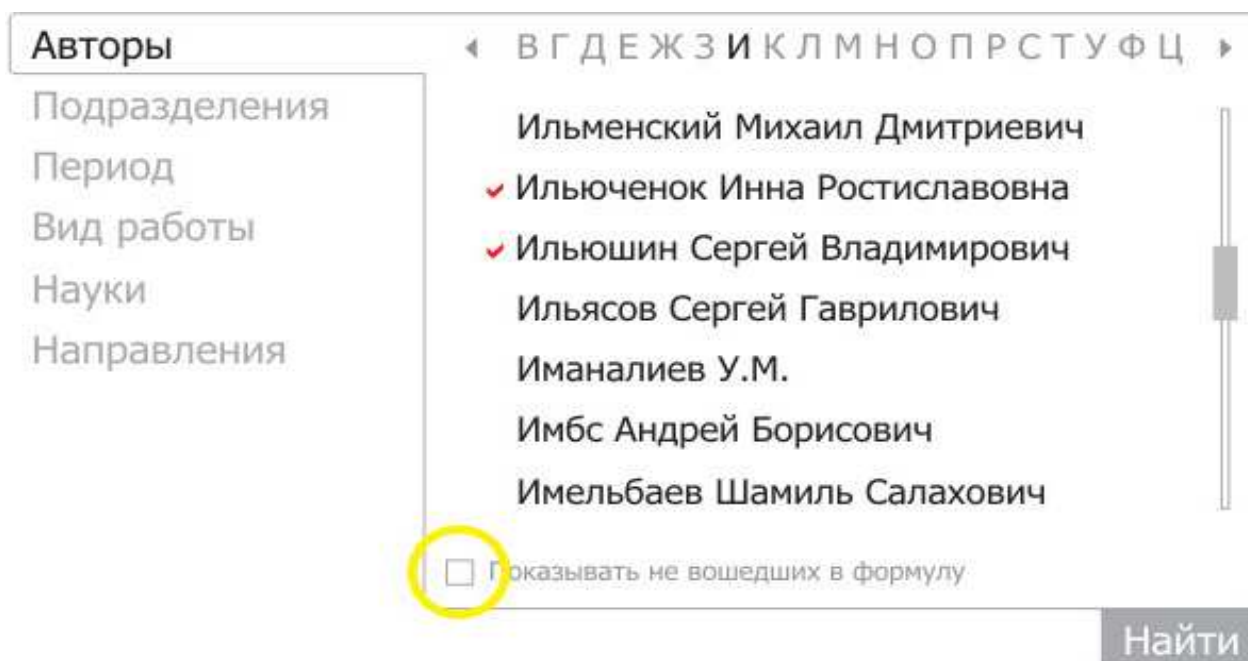 Авторы
Подразделения
Период
Вид работы
Науки
Направления
В Г Д Е Ж З И К Л М Н О П Р С Т У Ф Ц
Ильменский Михаил Дмитриевич
Ильюченок Инна Ростиславовна
Ильюшин Сергей Владимирович
Ильясов Сергей Гаврилович
Иманалиев У.М.
Имбс Андрей Борисович
Имельбаев Шамиль Салахович
Показывать не вошедших в формулу
Найти